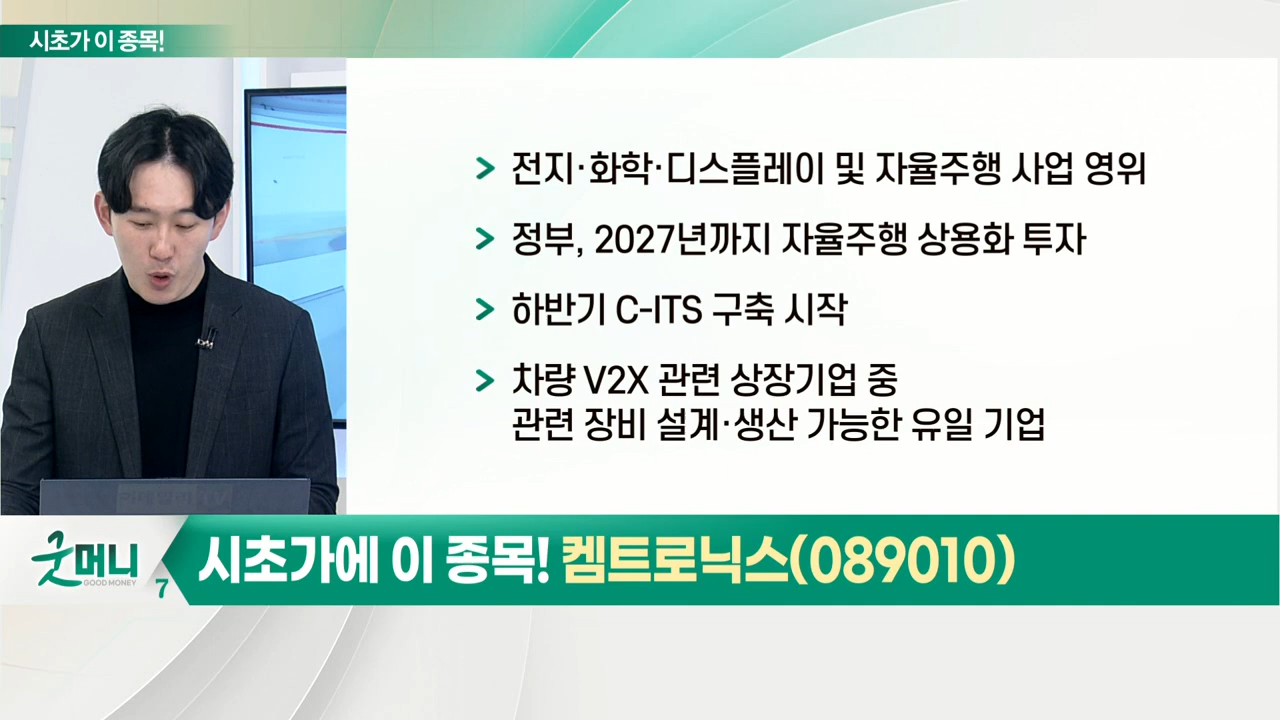 시초가 이 종목!
> 전지·화학·디스플레이 및 자율주행 사업 영위
> 정부, 2027년까지 자율주행 상용화 투자
> 하반기 C-ITS 구축 시작
> 차량 V2X 관련 상장기업 중
관련 장비 설계·생산 가능한 유일 기업
굿머니
GOOD MONEY
7
시초가에 이 종목! 켐트로닉스(089010)